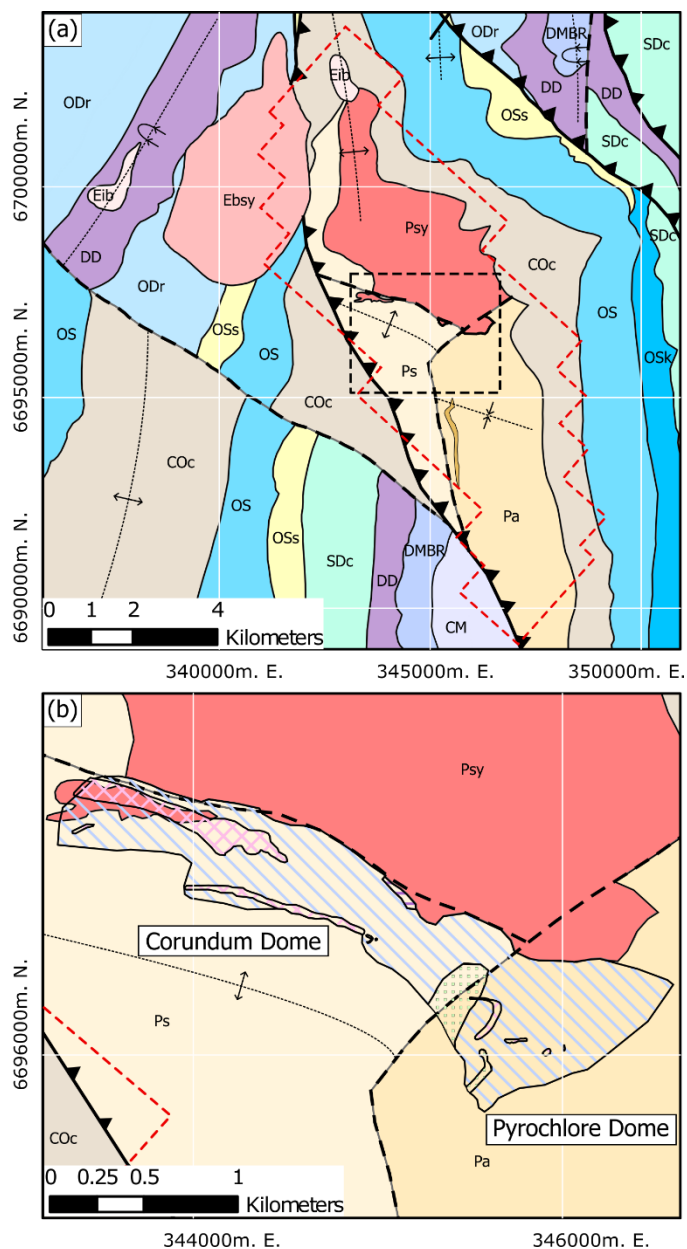 (a)
ODr
DMBR
SDc
ODr
DD
DD
Eib
OSs
SDc
6700000m. N.
Eib
Ebsy
Psy
SDc
DD
ODr
COc
OS
OSs
OS
OS
OSk
Ps
6695000m. N.
COc
COc
OS
OSs
Pa
SDc
DD
DMBR
CM
6690000m. N.
0 1 2 4
Kilometers
340000m. E. 345000m. E. 350000m. E.
(b)
Psy
Corundum Dome
Ps
6696000m. N.
Pyrochlore Dome
COc
Pa
0 0.25 0.5 1
Kilometers
344000m. E. 346000m. E.